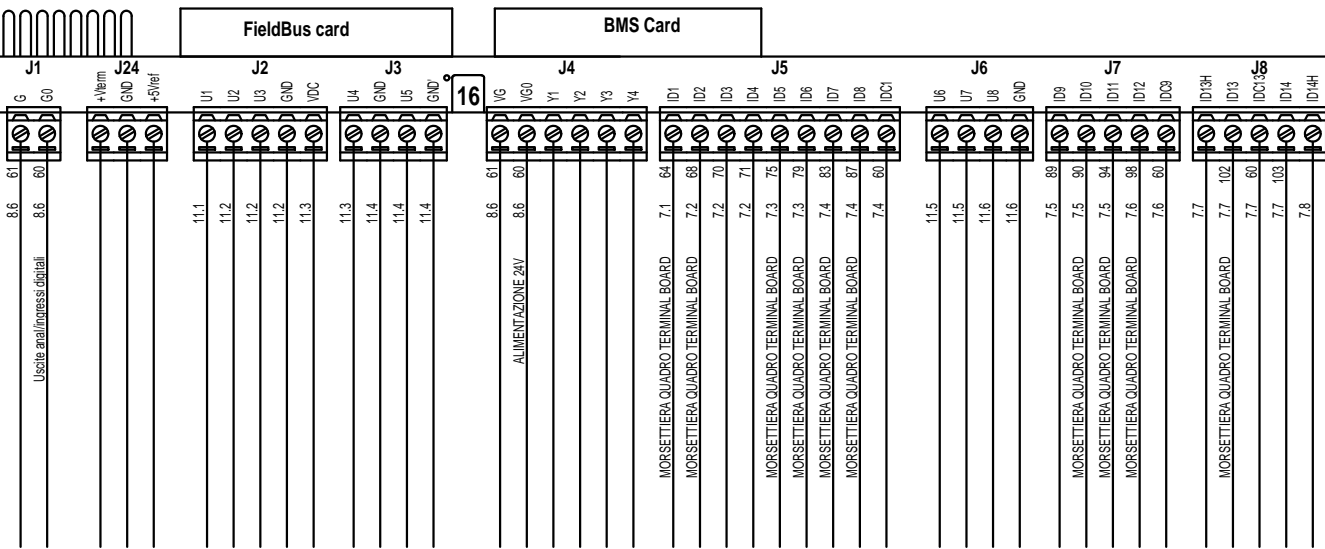 FieldBus card
BMS Card
J1
J24
J2
J3
16
J4
J5
J6
J7
J8
G
G0
+Vterm
GND
+5Vref
U1
U2
U3
GND
VDC
U4
GND
U5
GND'
VG
VG0
Y1
Y2
Y3
Y4
ID1
ID2
ID3
ID4
ID5
ID6
ID7
ID8
IDC1
U6
U7
U8
GND
ID9
ID10
ID11
ID12
IDC9
ID13H
ID13
IDC13
ID14
ID14H
61
60
61
60
64
68
70
71
75
79
83
87
60
89
90
94
98
60
102
60
103
8.6
8.6
11.1
11.2
11.2
11.2
11.3
11.3
11.4
11.4
11.4
8.6
8.6
7.1
7.2
7.2
7.2
7.3
7.3
7.4
7.4
7.4
11.5
11.5
11.6
11.6
7.5
7.5
7.5
7.6
7.6
7.7
7.7
7.7
7.7
7.8
Uscite anal/ingressi digitali
ALIMENTAZIONE 24V
MORSETTIERA QUADRO TERMINAL BOARD
MORSETTIERA QUADRO TERMINAL BOARD
MORSETTIERA QUADRO TERMINAL BOARD
MORSETTIERA QUADRO TERMINAL BOARD
MORSETTIERA QUADRO TERMINAL BOARD
MORSETTIERA QUADRO TERMINAL BOARD
MORSETTIERA QUADRO TERMINAL BOARD
MORSETTIERA QUADRO TERMINAL BOARD
MORSETTIERA QUADRO TERMINAL BOARD
MORSETTIERA QUADRO TERMINAL BOARD